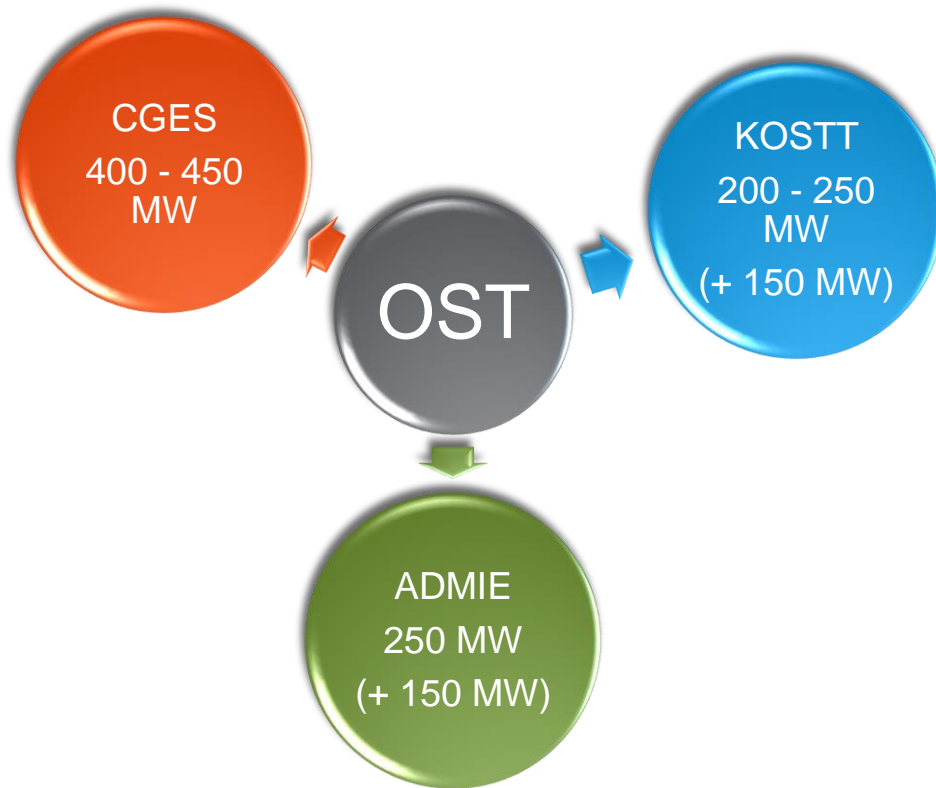 CGES
400 - 450
MW
KOSTT
200 - 250
MW
(+ 150 MW)
OST
ADMIE
250 MW
(+ 150 MW)